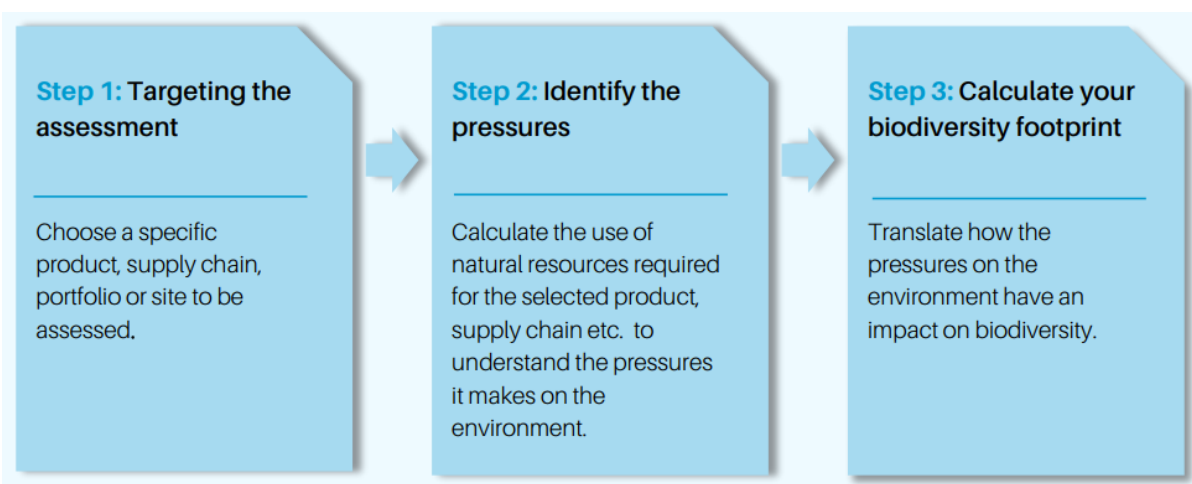 Step 1: Targeting the
assessment
Choose a specific
product, supply chain,
portfolio or site to be
assessed.
Step 2: Identify the
pressures
Calculate the use of
natural resources required
for the selected product,
supply chain etc.  to
understand the pressures
it makes on the
environment.
Step 3: Calculate your
biodiversity footprint
Translate how the
pressures on the
environment have an
impact on biodiversity.